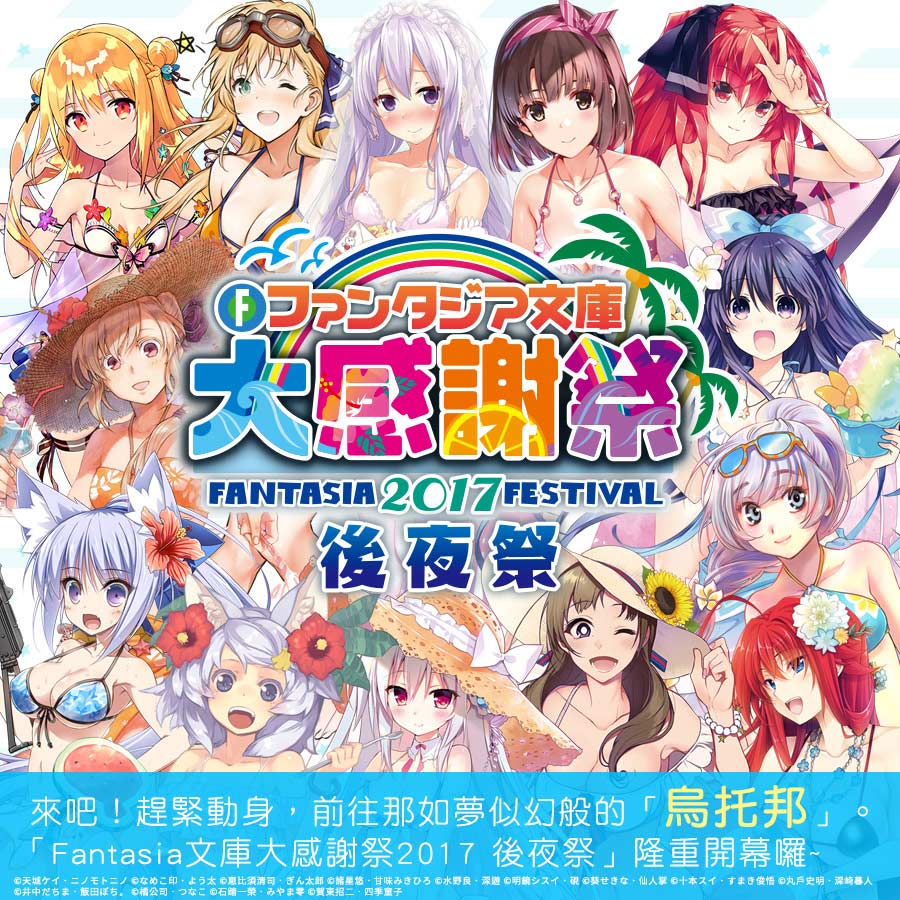 F ファンタジア文庫
大感謝祭
FANTASIA 2017 FESTIVAL
後夜祭
來吧！趕緊動身，前往那如夢似幻般的「烏托邦」。
「Fantasia文庫大感謝祭2017 後夜祭」隆重開幕囉~
©天城ケイ・ニノモトニノ ©なめこ印・よう太 ©恵比須清司・ぎん太郎 ©諸星悠・甘味みきひろ ©水野良・深遊 ©明鏡シスイ・硯 ©葵せきな・仙人掌 ©十本スイ・すまき俊悟 ©丸戶史明・深崎暮人
©井中だちま・飯田ぽち。 ©橘公司・つなこ ©石踏一榮・みやま零 ©賀東招二・四季童子